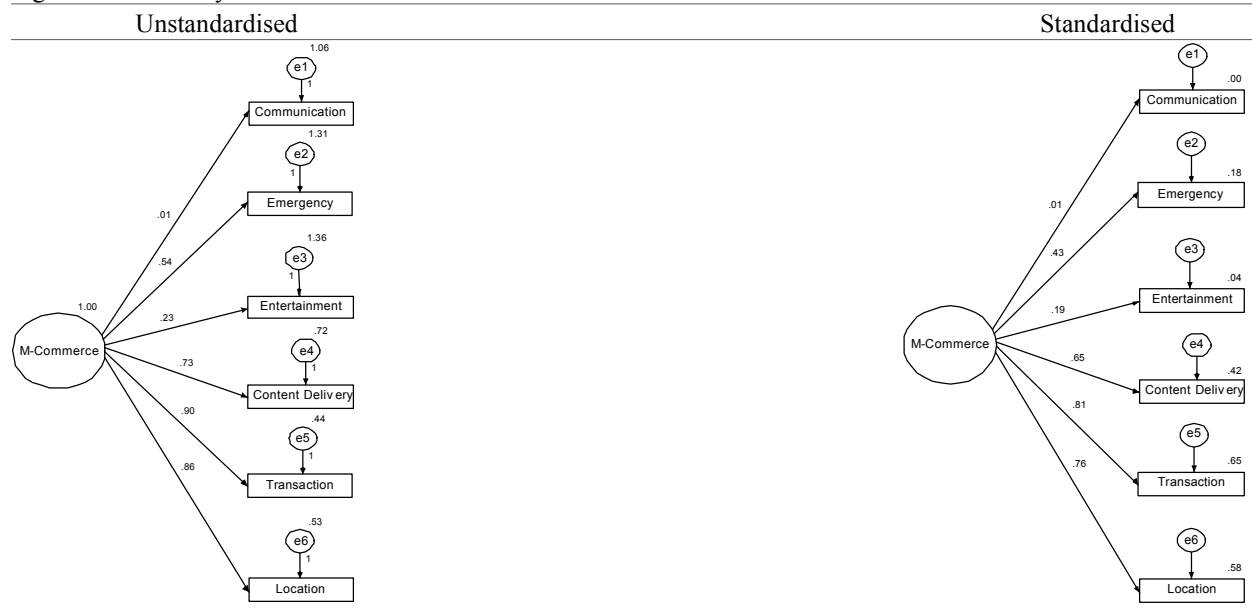 Unstandardised
Standardised
1.06
e1
1
Communication
1.31
e2
1
Emergency
1.36
e3
1
Entertainment
.72
e4
1
Content Delivery
.44
e5
1
Transaction
.53
e6
1
Location
1.00
M-Commerce
.01
.54
.23
.73
.90
.86
e1
.00
Communication
e2
.18
Emergency
e3
.04
Entertainment
e4
.42
Content Delivery
e5
.65
Transaction
e6
.58
Location
M-Commerce
.01
.43
.19
.65
.81
.76